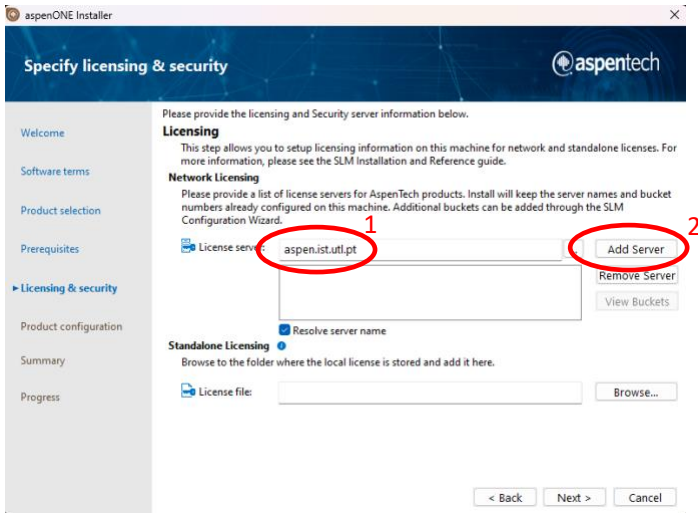 aspenONE Installer
Specify licensing & security
aspentech
Welcome
Software terms
Product selection
Prerequisites
Licensing & security
Product configuration
Summary
Progress
Please provide the licensing and Security server information below.
Licensing
This step allows you to setup licensing information on this machine for network and standalone licenses. For
more information, please see the SLM Installation and Reference guide.
Network Licensing
Please provide a list of license servers for AspenTech products. Install will keep the server names and bucket
numbers already configured on this machine. Additional buckets can be added through the SLM
Configuration Wizard.
1
2
License server: aspen.ist.utl.pt ... Add Server
Remove Server
View Buckets
Resolve server name
Standalone Licensing
Browse to the folder where the local license is stored and add it here.
License file: Browse...
< Back Next > Cancel